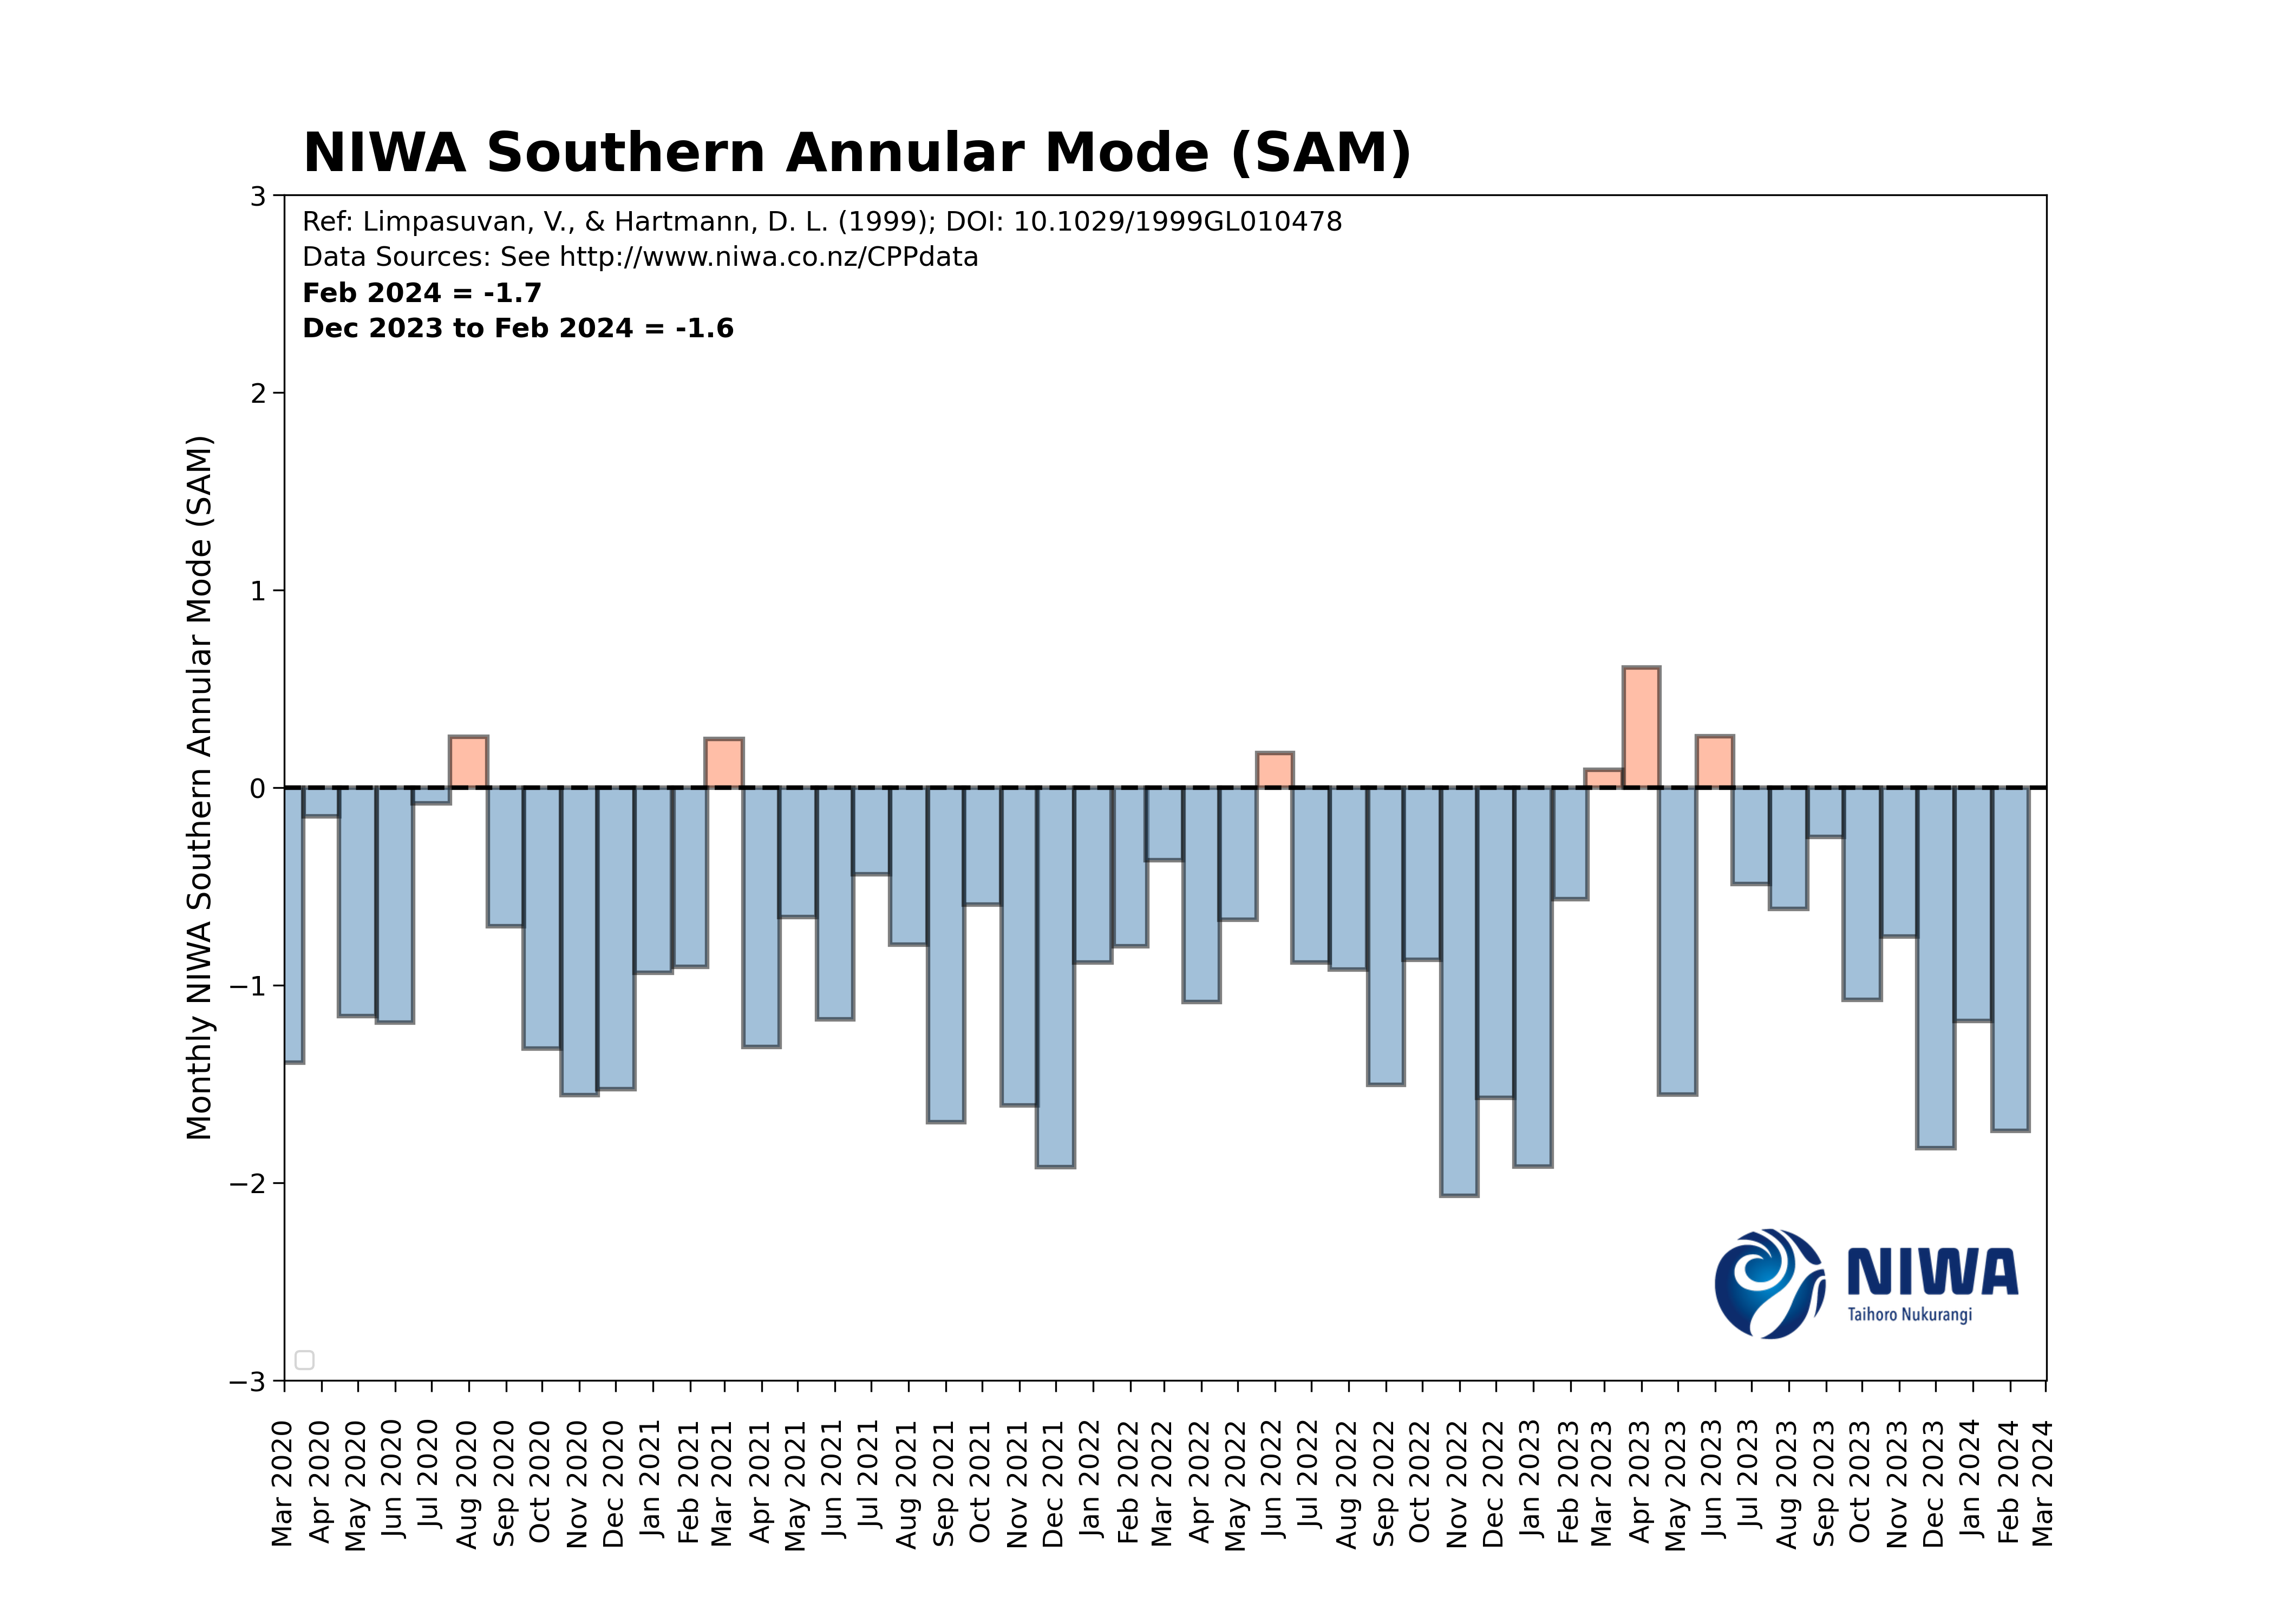 NIWA Southern Annular Mode (SAM)
Ref: Limpasuvan, V., & Hartmann, D. L. (1999); DOI: 10.1029/1999GL010478
Data Sources: See http://www.niwa.co.nz/CPPdata
Feb 2024 = -1.7
Dec 2023 to Feb 2024 = -1.6
Monthly NIWA Southern Annular Mode (SAM)
3
2
1
0
−1
−2
−3
NIWA
Taihoro Nukurangi
Mar 2020
Apr 2020
May 2020
Jun 2020
Jul 2020
Aug 2020
Sep 2020
Oct 2020
Nov 2020
Dec 2020
Jan 2021
Feb 2021
Mar 2021
Apr 2021
May 2021
Jun 2021
Jul 2021
Aug 2021
Sep 2021
Oct 2021
Nov 2021
Dec 2021
Jan 2022
Feb 2022
Mar 2022
Apr 2022
May 2022
Jun 2022
Jul 2022
Aug 2022
Sep 2022
Oct 2022
Nov 2022
Dec 2022
Jan 2023
Feb 2023
Mar 2023
Apr 2023
May 2023
Jun 2023
Jul 2023
Aug 2023
Sep 2023
Oct 2023
Nov 2023
Dec 2023
Jan 2024
Feb 2024
Mar 2024